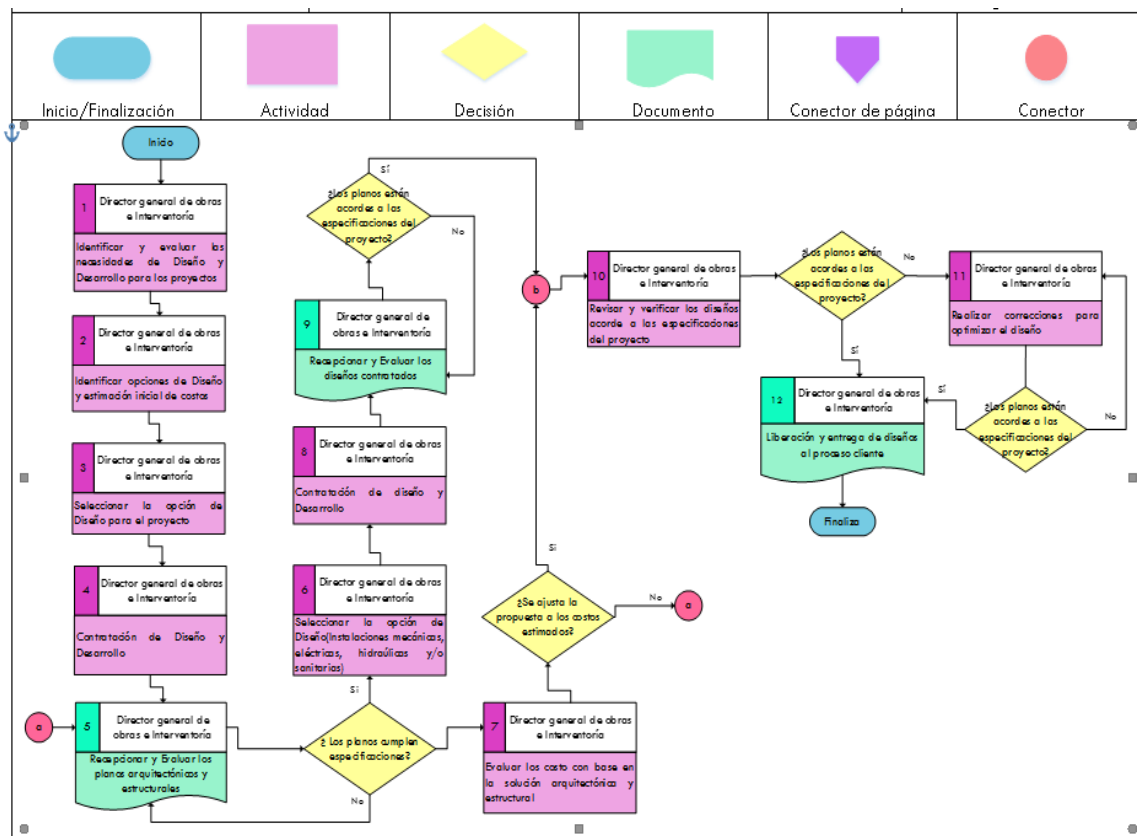 Inicio/Finalización
Actividad
Decisión
Documento
Conector de página
Conector
Inicio
1
Director general de obras
e Interventoría
Identificar y evaluar las
necesidades de Diseño y
Desarrollo para los proyectos
2
Director general de obras
e Interventoría
Identificar opciones de Diseño
y estimación inicial de costos
3
Director general de obras
e Interventoría
Seleccionar la opción de
Diseño para el proyecto
4
Director general de obras
e Interventoría
Contratación de Diseño y
Desarrollo
a
5
Director general de
obras e Interventoría
Recepcionar y Evaluar los
planos arquitectónicos y
estructurales
¿ Los planos cumplen
especificaciones?
Si
No
6
Director general de obras
e Interventoría
Seleccionar la opción de
Diseño(Instalaciones mecánicas,
eléctricas, hidraúlicas y/o
sanitarias)
7
Director general de obras
e Interventoría
Evaluar los costo con base en
la solución arquitectónica y
estructural
8
Director general de obras
e Interventoría
Contratación de diseño y
Desarrollo
9
Director general de
obras e Interventoría
Recepcionar y Evaluar los
diseños contratados
¿Los planos están
acordes a las
especificaciones del
proyecto?
Sí
No
¿Se ajusta la
propuesta a los costos
estimados?
Si
No
a
b
10
Director general de obras
e Interventoría
Revisar y verificar los diseños
acorde a las especificaciones
del proyecto
¿Los planos están
acordes a las
especificaciones del
proyecto?
No
Sí
11
Director general de obras
e Interventoría
Realizar correcciones para
optimizar el diseño
¿Los planos están
acordes a las
especificaciones del
proyecto?
Sí
No
12
Director general de obras
e Interventoría
Liberación y entrega de diseños
al proceso cliente
Finaliza